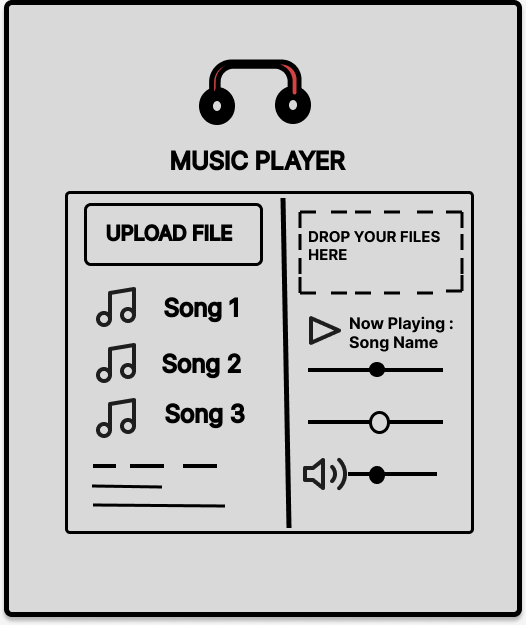 MUSIC PLAYER
UPLOAD FILE
Song 1
Song 2
Song 3
DROP YOUR FILES
HERE
Now Playing :
Song Name